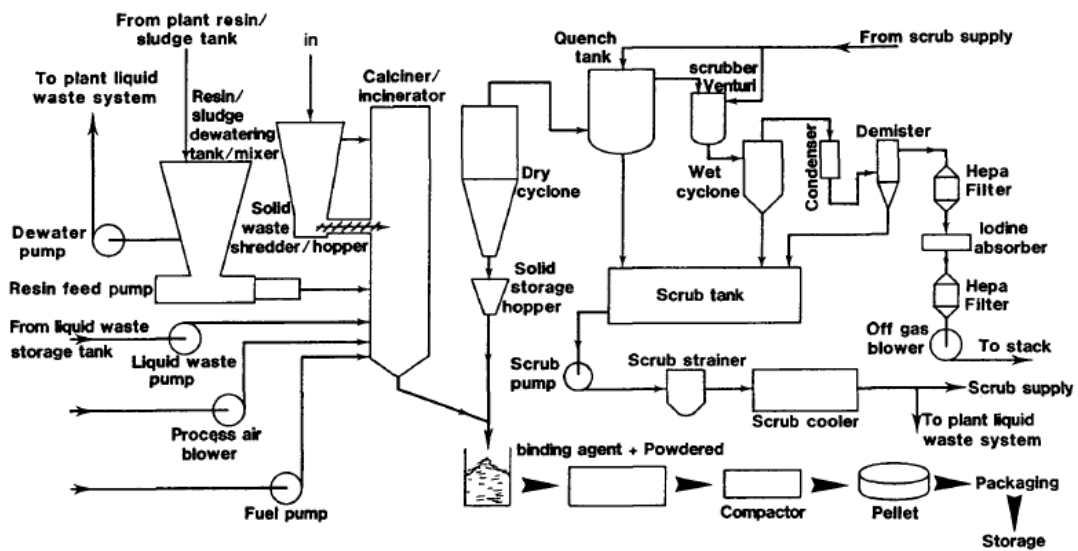 From plant resin/
sludge tank
in
To plant liquid
waste system
Resin/
sludge
dewatering
tank/mixer
Calciner/
incinerator
Quench
tank
From scrub supply
scrubber
Venturi
Dry
cyclone
Wet
cyclone
Condenser
Demister
Hepa
Filter
Iodine
absorber
Hepa
Filter
Off gas
blower
To stack
Dewater
pump
Solid
waste
shredder/hopper
Resin feed pump
Solid
storage
hopper
Scrub tank
From liquid waste
storage tank
Liquid waste
pump
Scrub
pump
Scrub strainer
Scrub cooler
Scrub supply
To plant liquid
waste system
Process air
blower
Fuel pump
binding agent + Powdered
Compactor
Pellet
Packaging
Storage